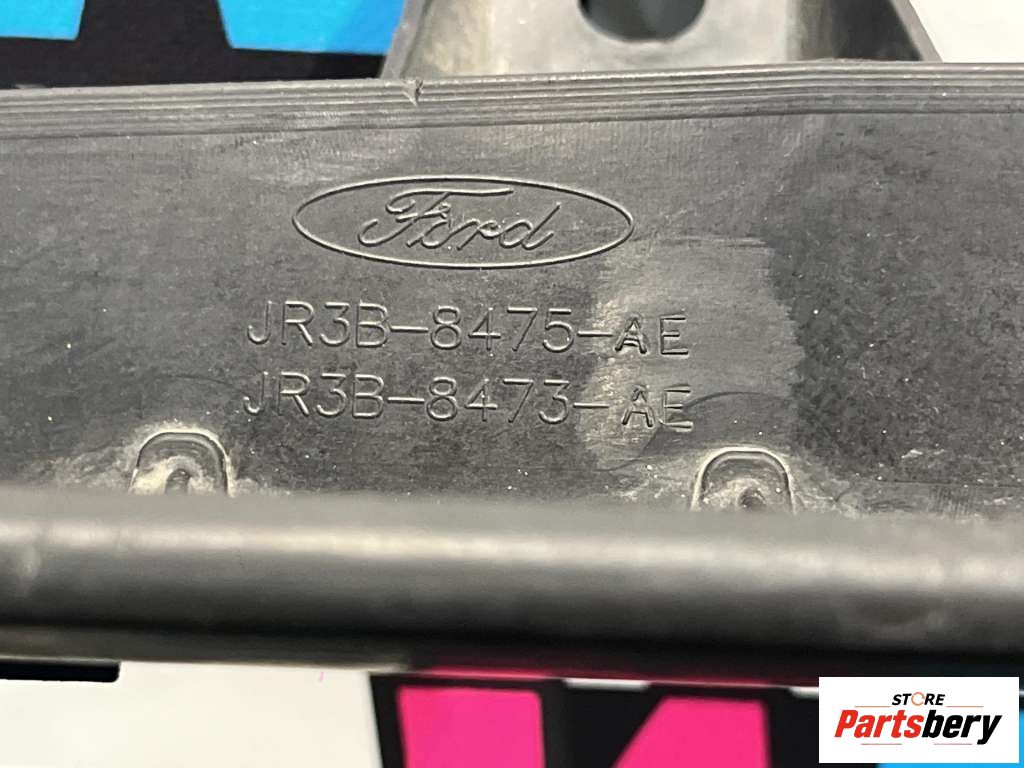 Ford
JR3B-8475-AE
JR3B-8473-AE
STORE
Partsbery